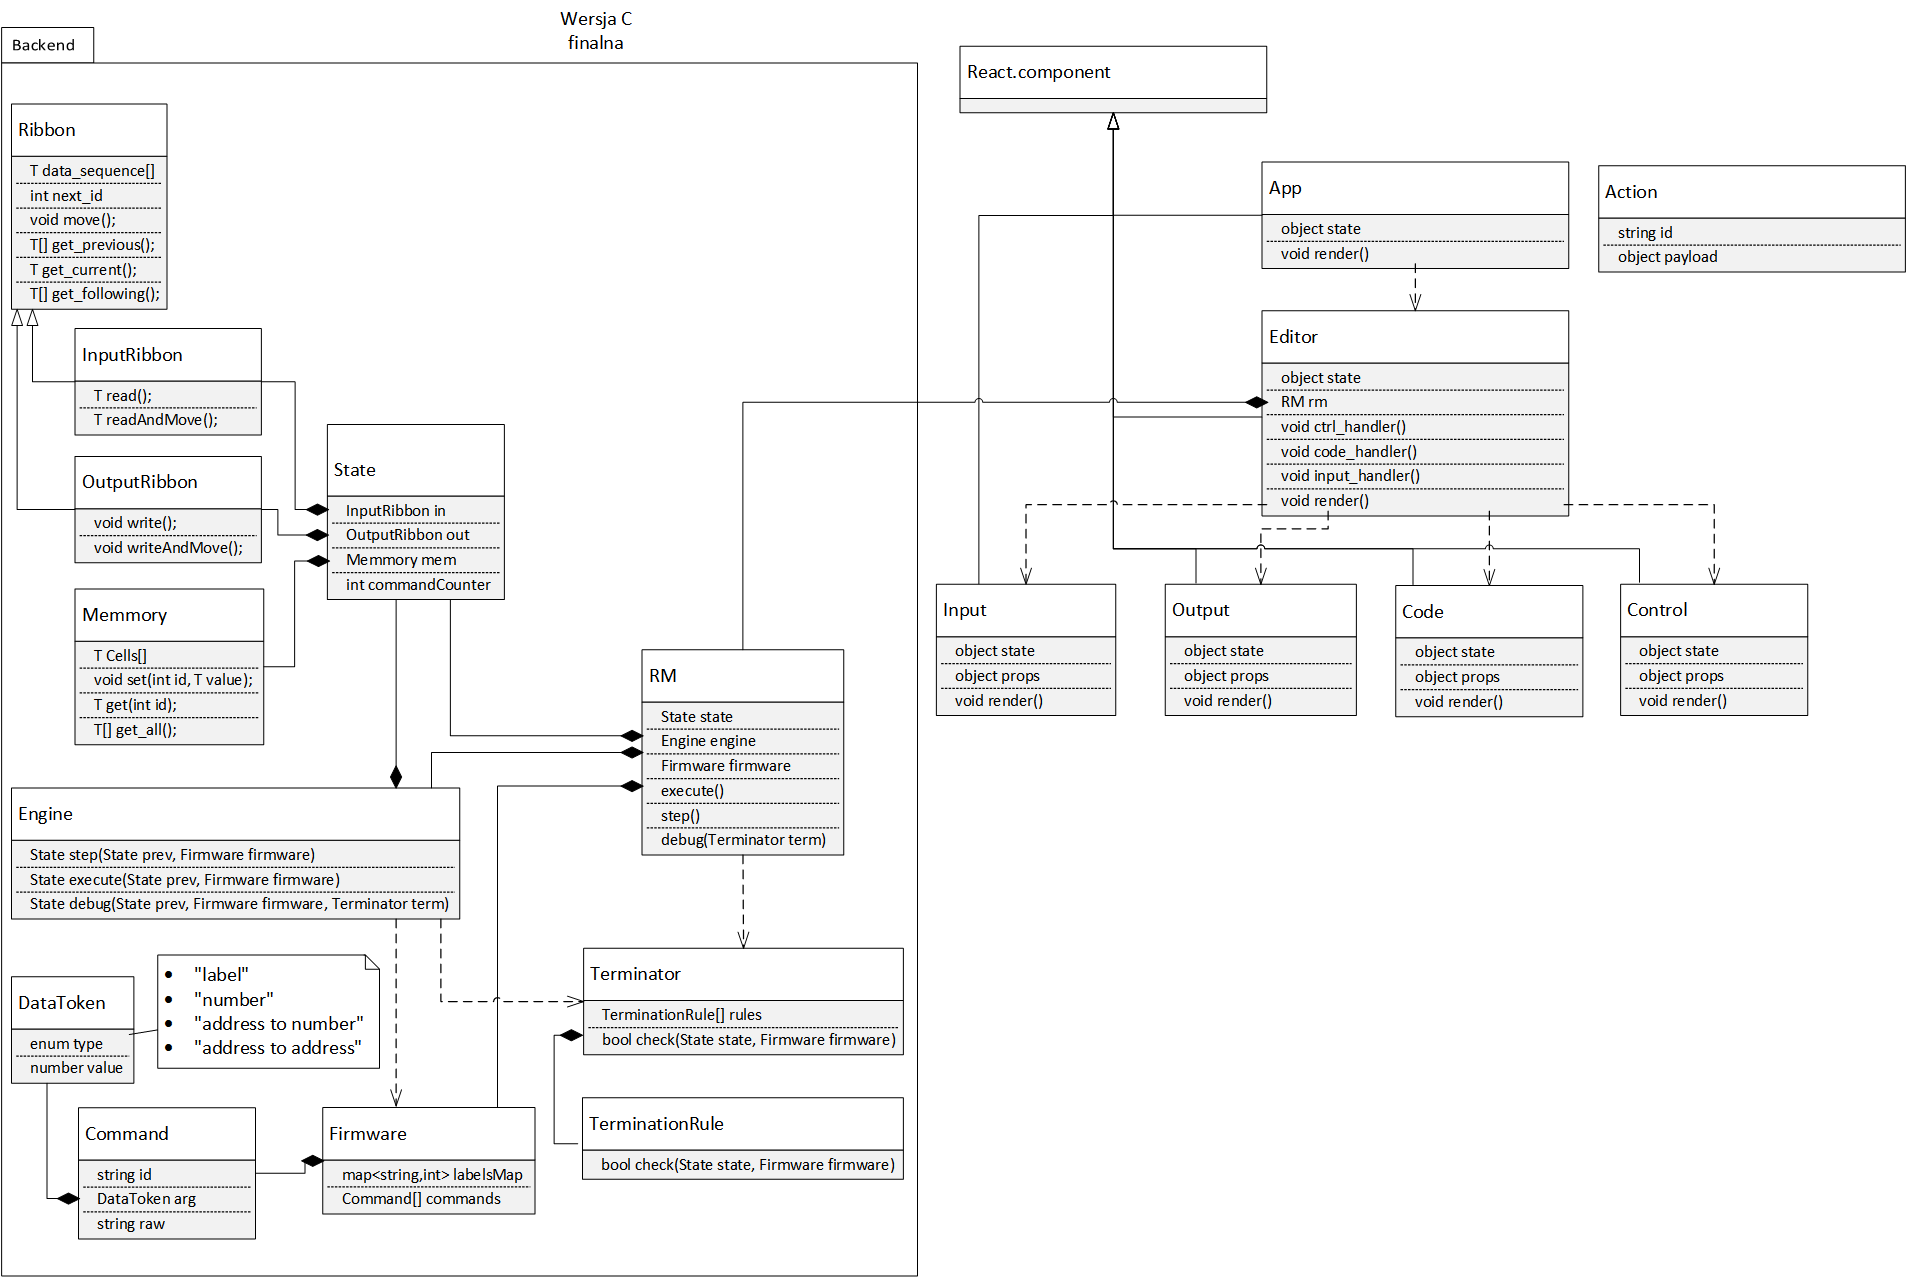 Wersja C
finalna
Backend
Ribbon
T data_sequence[]
int next_id
void move();
T[] get_previous();
T get_current();
T[] get_following();
InputRibbon
T read();
T readAndMove();
OutputRibbon
void write();
void writeAndMove();
Memmory
T Cells[]
void set(int id, T value);
T get(int id);
T[] get_all();
State
InputRibbon in
OutputRibbon out
Memmory mem
int commandCounter
Engine
State step(State prev, Firmware firmware)
State execute(State prev, Firmware firmware)
State debug(State prev, Firmware firmware, Terminator term)
RM
State state
Engine engine
Firmware firmware
execute()
step()
debug(Terminator term)
DataToken
enum type
number value
• "label"
• "number"
• "address to number"
• "address to address"
Command
string id
DataToken arg
string raw
Firmware
map<string,int> labelsMap
Command[] commands
Terminator
TerminationRule[] rules
bool check(State state, Firmware firmware)
TerminationRule
bool check(State state, Firmware firmware)
React.component
App
object state
void render()
Action
string id
object payload
Editor
object state
RM rm
void ctrl_handler()
void code_handler()
void input_handler()
void render()
Input
object state
object props
void render()
Output
object state
object props
void render()
Code
object state
object props
void render()
Control
object state
object props
void render()